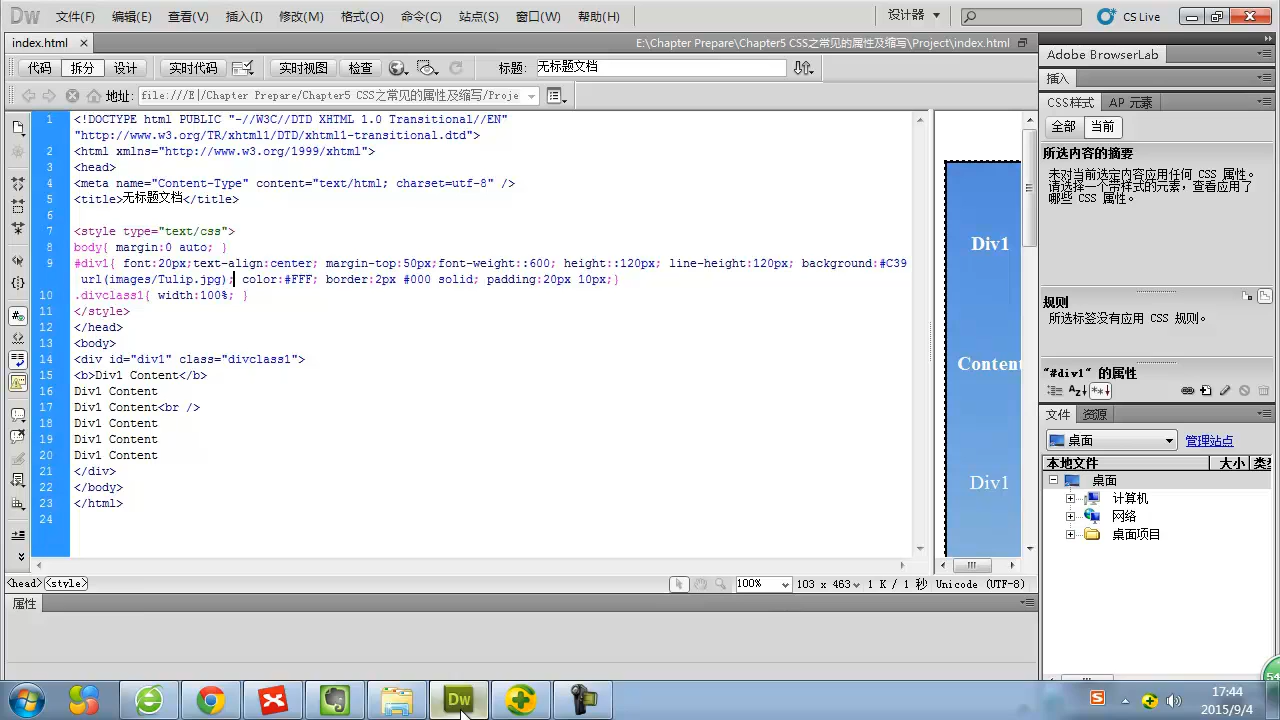 Dw 文件(F) 编辑(E) 查看(V) 插入(I) 修改(M) 格式(O) 命令(C) 站点(S) 窗口(W) 帮助(H) 设计器 CS Live
index.html × E:\Chapter Prepare\Chapter5 CSS之常见的属性及缩写\Project\index.html
代码 拆分 设计 实时代码 实时视图 检查 标题: 无标题文档
地址: file:///E|/Chapter Prepare/Chapter5 CSS之常见的属性及缩写/Proje
1 <!DOCTYPE html PUBLIC "-//W3C//DTD XHTML 1.0 Transitional//EN"
"http://www.w3.org/TR/xhtml1/DTD/xhtml1-transitional.dtd">
2 <html xmlns="http://www.w3.org/1999/xhtml">
3 <head>
4 <meta name="Content-Type" content="text/html; charset=utf-8" />
5 <title>无标题文档</title>
6
7 <style type="text/css">
8 body{ margin:0 auto; }
9 #div1{ font:20px;text-align:center; margin-top:50px;font-weight::600; height::120px; line-height:120px; background:#C39
url(images/Tulip.jpg); color:#FFF; border:2px #000 solid; padding:20px 10px;}
10 .divclass1{ width:100%; }
11 </style>
12 </head>
13 <body>
14 <div id="div1" class="divclass1">
15 <b>Div1 Content</b>
16 Div1 Content
17 Div1 Content<br />
18 Div1 Content
19 Div1 Content
20 Div1 Content
21 </div>
22 </body>
23 </html>
24
Div1
Content
Div1
<head> <style> 100% 103 x 463 1 K / 1 秒 Unicode (UTF-8)
属性
Adobe BrowserLab
插入
CSS样式 AP 元素
全部 当前
所选内容的摘要
未对当前选定内容应用任何 CSS 属性。
请选择一个带样式的元素，查看应用了
哪些 CSS 属性。
规则
所选标签没有应用 CSS 规则。
"#div1" 的属性
文件 资源
桌面 管理站点
本地文件 大小 类
桌面
计算机
网络
桌面项目
Dw
54
17:44
2015/9/4